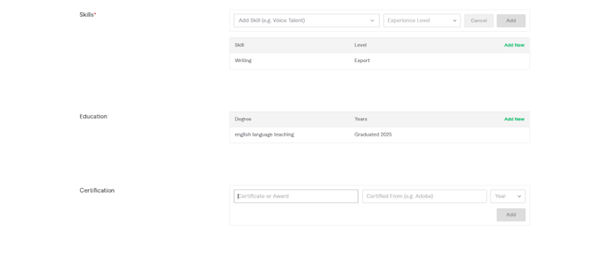 Skills*
Add Skill (e.g. Voice Talent)
Experience Level
Cancel
Add
Skill Level Add New
Writing Export
Education
Degree Years Add New
english language teaching Graduated 2025
Certification
Certificate or Award
Certified From (e.g. Adobe)
Year
Add